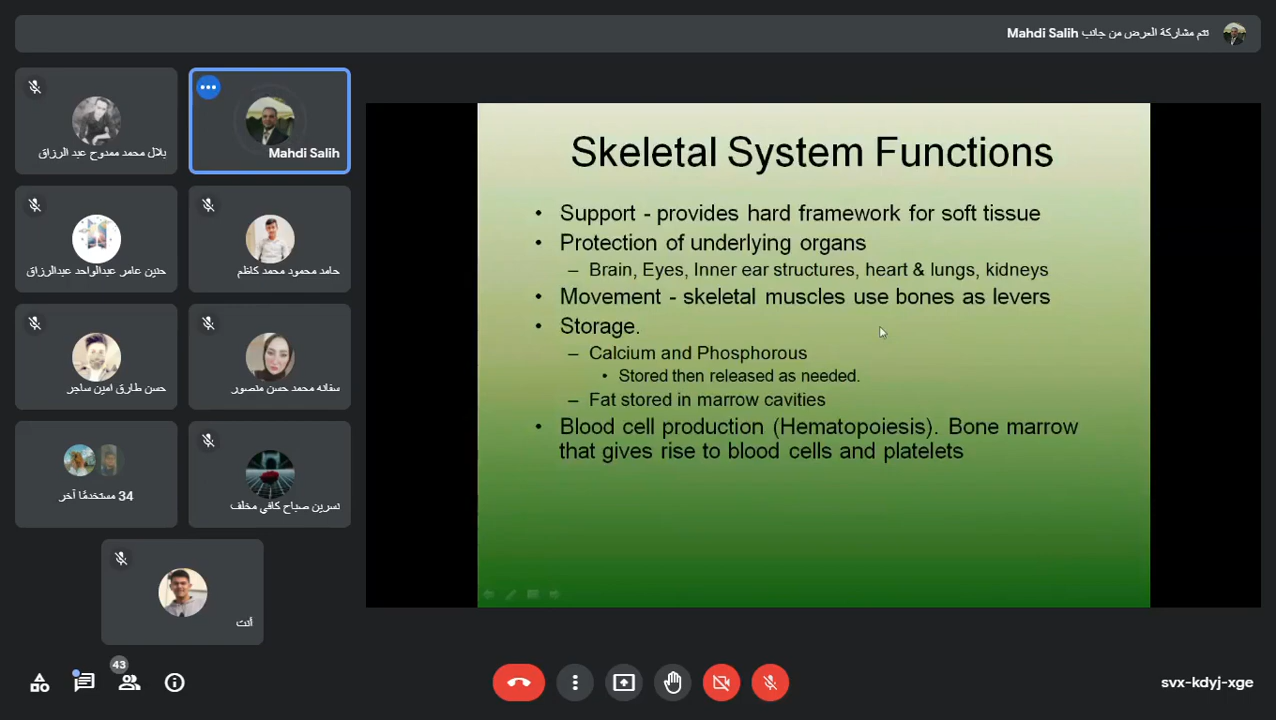 تتم مشاركة العرض من جانب Mahdi Salih
بلال محمد ممدوح عبد الرزاق
Mahdi Salih
حنين عامر عبدالواحد عبدالرزاق
حامد محمود محمد كاظم
حسن طارق امين ساجر
سفانه محمد حسن منصور
34 مستخدمًا آخر
نسرين صباح كافي مخلف
أنت
Skeletal System Functions
• Support - provides hard framework for soft tissue
• Protection of underlying organs
– Brain, Eyes, Inner ear structures, heart & lungs, kidneys
• Movement - skeletal muscles use bones as levers
• Storage.
– Calcium and Phosphorous
• Stored then released as needed.
– Fat stored in marrow cavities
• Blood cell production (Hematopoiesis). Bone marrow
that gives rise to blood cells and platelets
43
svx-kdyj-xge